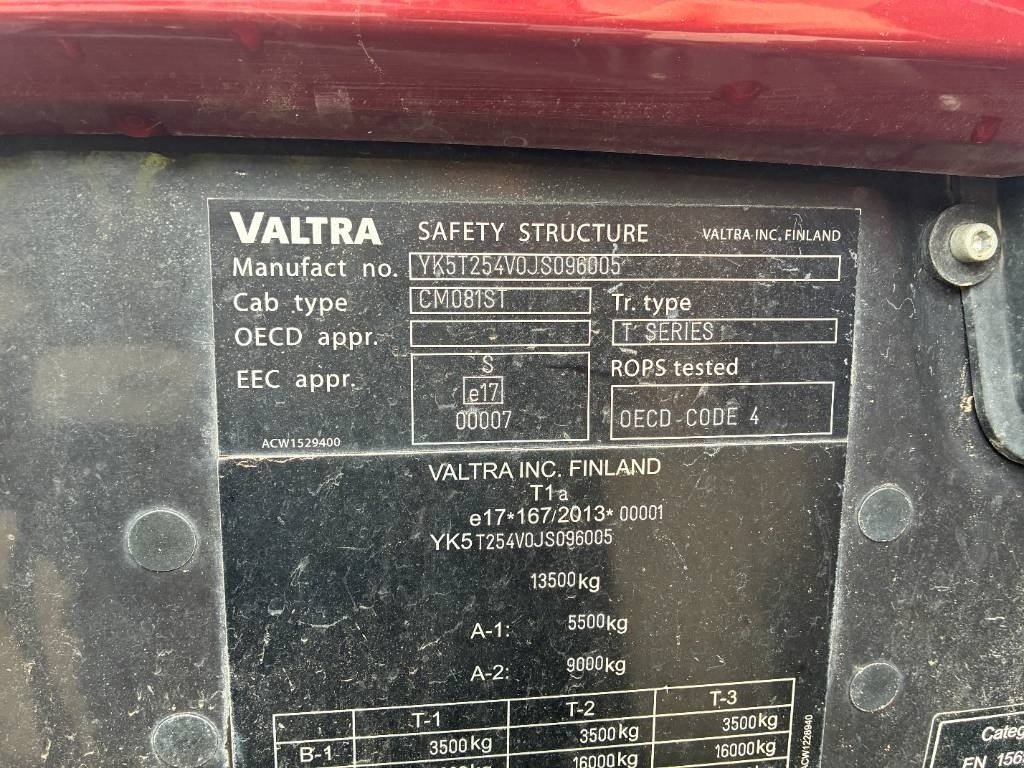 VALTRA SAFETY STRUCTURE VALTRA INC. FINLAND
Manufact no. YK5T254V0JS096005
Cab type CM081ST Tr. type
OECD appr. T SERIES
EEC appr. S ROPS tested
e17
00007 OECD-CODE 4
ACW1529400
VALTRA INC. FINLAND
T1a
e17*167/2013*00001
YK5T254V0JS096005
13500kg
A-1: 5500kg
A-2: 9000kg
T-1 T-2 T-3
B-1 3500kg 3500kg 3500kg
16000kg 16000kg
ACW1228940
EN